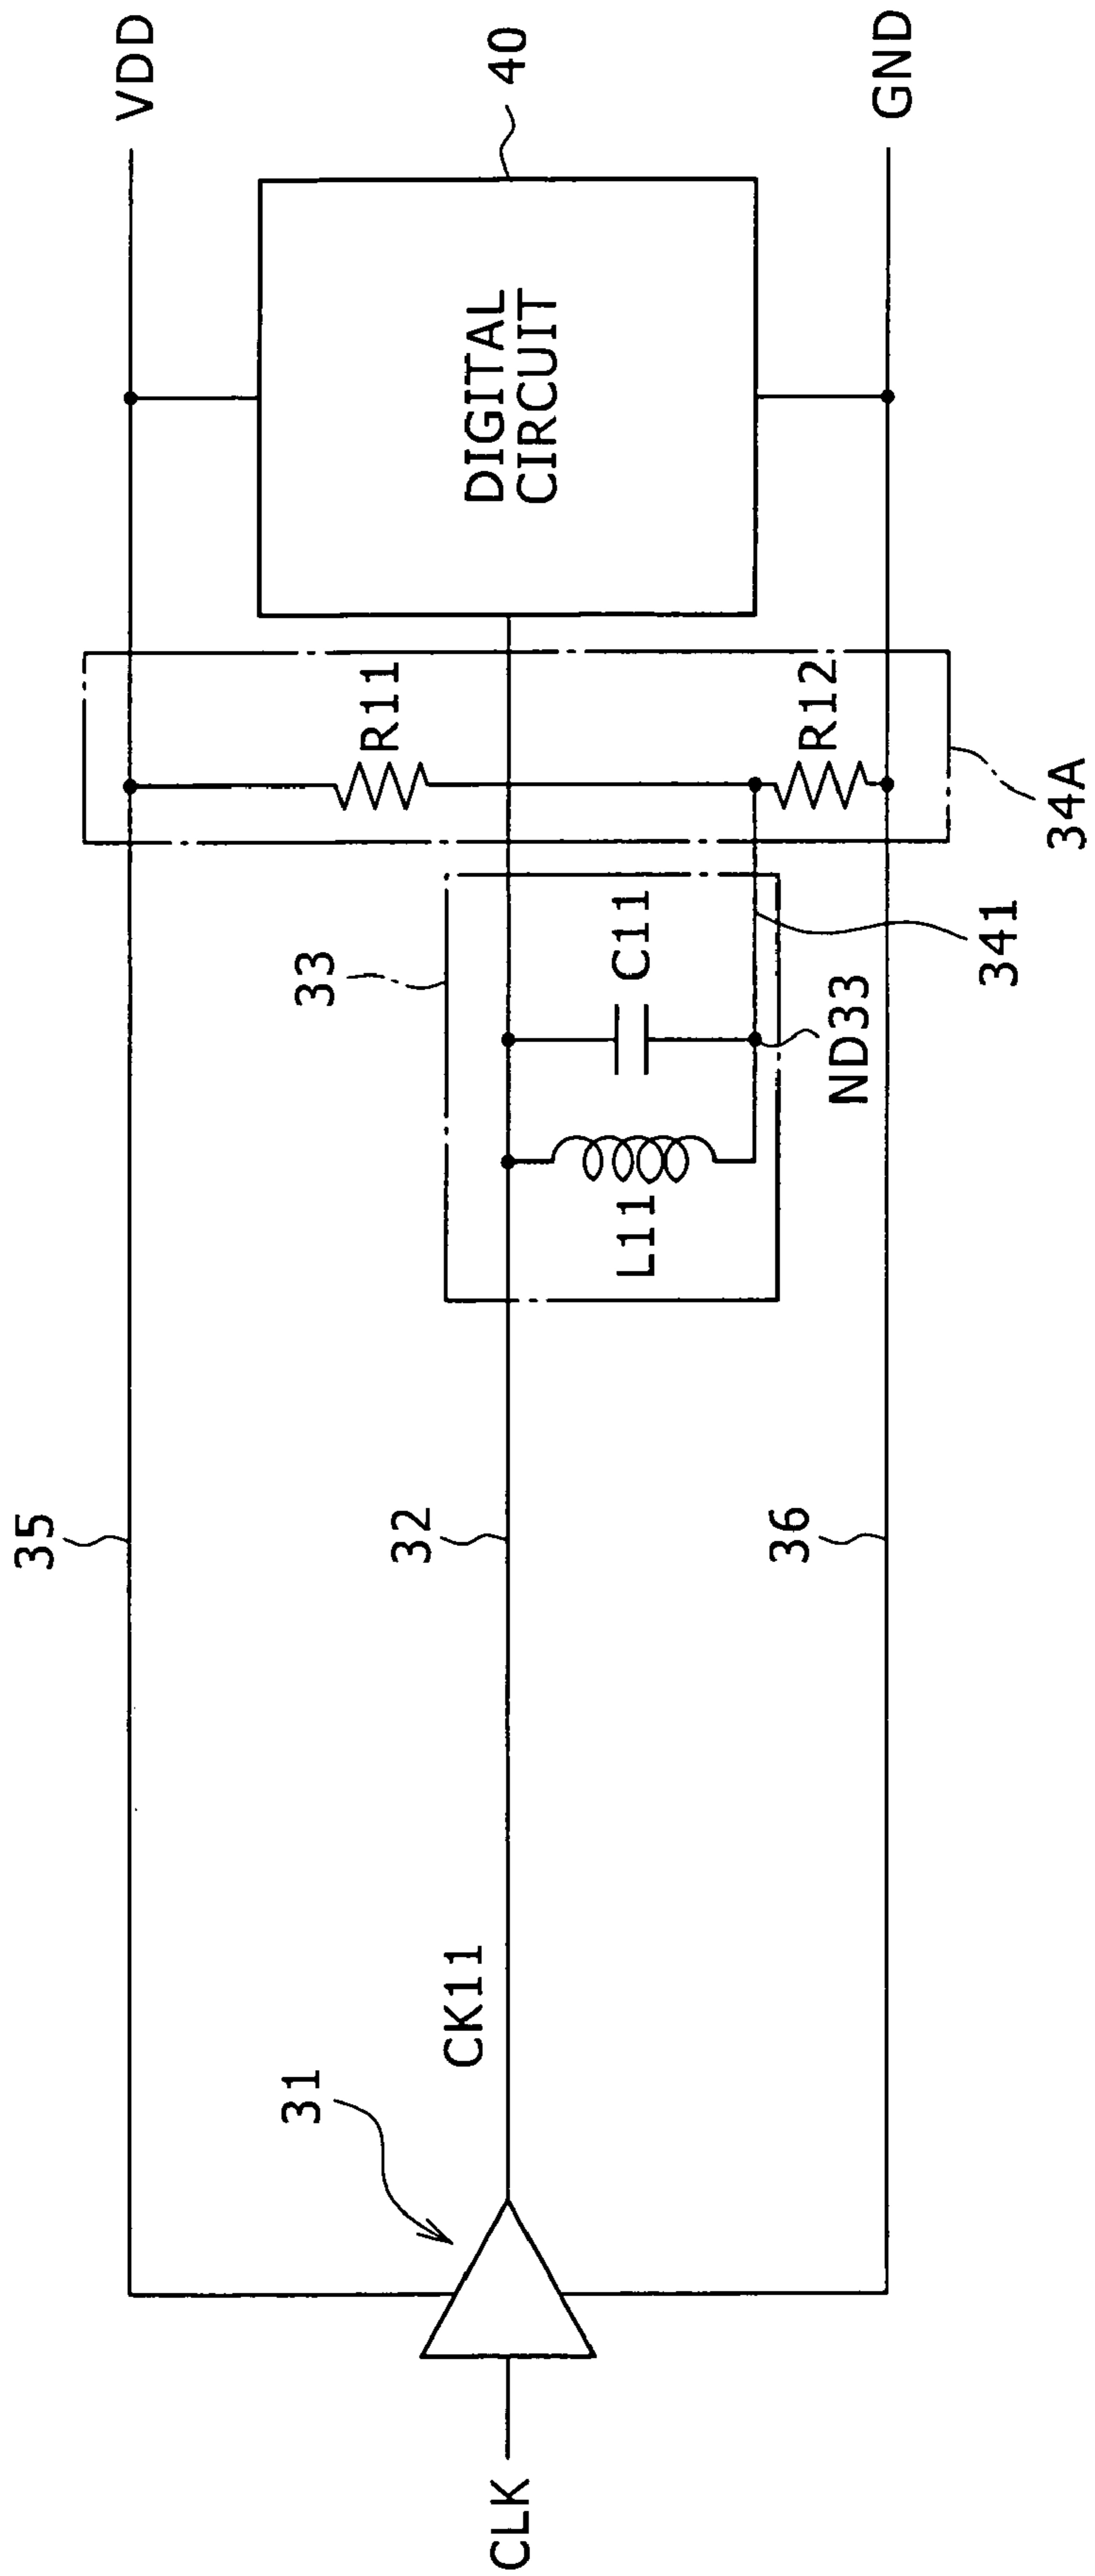 VDD
40
GND
DIGITAL
CIRCUIT
R11
R12
34A
33
C11
341
ND33
L11
35
32
36
CK11
31
CLK